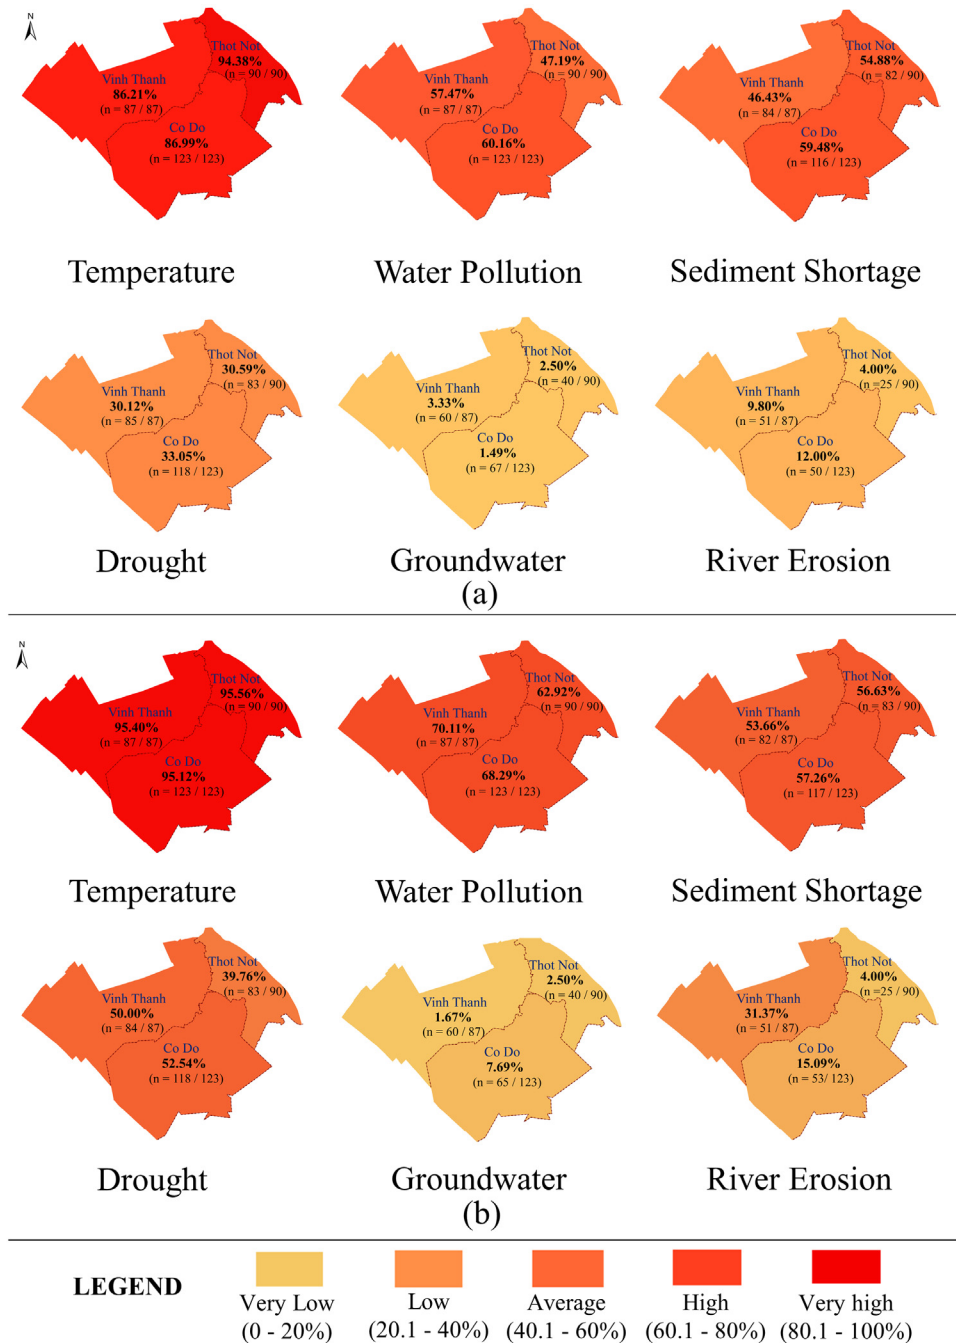 N
Thot Not
94.38%
(n = 90 / 90)
Vinh Thanh
86.21%
(n = 87 / 87)
Co Do
86.99%
(n = 123 / 123)
Temperature
Thot Not
47.19%
(n = 90 / 90)
Vinh Thanh
57.47%
(n = 87 / 87)
Co Do
60.16%
(n = 123 / 123)
Water Pollution
Thot Not
54.88%
(n = 82 / 90)
Vinh Thanh
46.43%
(n = 84 / 87)
Co Do
59.48%
(n = 116 / 123)
Sediment Shortage
Thot Not
30.59%
(n = 83 / 90)
Vinh Thanh
30.12%
(n = 85 / 87)
Co Do
33.05%
(n = 118 / 123)
Drought
Thot Not
2.50%
(n = 40 / 90)
Vinh Thanh
3.33%
(n = 60 / 87)
Co Do
1.49%
(n = 67 / 123)
Groundwater
Thot Not
4.00%
(n =25 / 90)
Vinh Thanh
9.80%
(n = 51 / 87)
Co Do
12.00%
(n = 50 / 123)
River Erosion
(a)
N
Thot Not
95.56%
(n = 90 / 90)
Vinh Thanh
95.40%
(n = 87 / 87)
Co Do
95.12%
(n = 123 / 123)
Temperature
Thot Not
62.92%
(n = 90 / 90)
Vinh Thanh
70.11%
(n = 87 / 87)
Co Do
68.29%
(n = 123 / 123)
Water Pollution
Thot Not
56.63%
(n = 83 / 90)
Vinh Thanh
53.66%
(n = 82 / 87)
Co Do
57.26%
(n = 117 / 123)
Sediment Shortage
Thot Not
39.76%
(n = 83 / 90)
Vinh Thanh
50.00%
(n = 84 / 87)
Co Do
52.54%
(n = 118 / 123)
Drought
Thot Not
2.50%
(n = 40 / 90)
Vinh Thanh
1.67%
(n = 60 / 87)
Co Do
7.69%
(n = 65 / 123)
Groundwater
Thot Not
4.00%
(n =25 / 90)
Vinh Thanh
31.37%
(n = 51 / 87)
Co Do
15.09%
(n = 53 / 123)
River Erosion
(b)
LEGEND
Very Low
(0 - 20%)
Low
(20.1 - 40%)
Average
(40.1 - 60%)
High
(60.1 - 80%)
Very high
(80.1 - 100%)